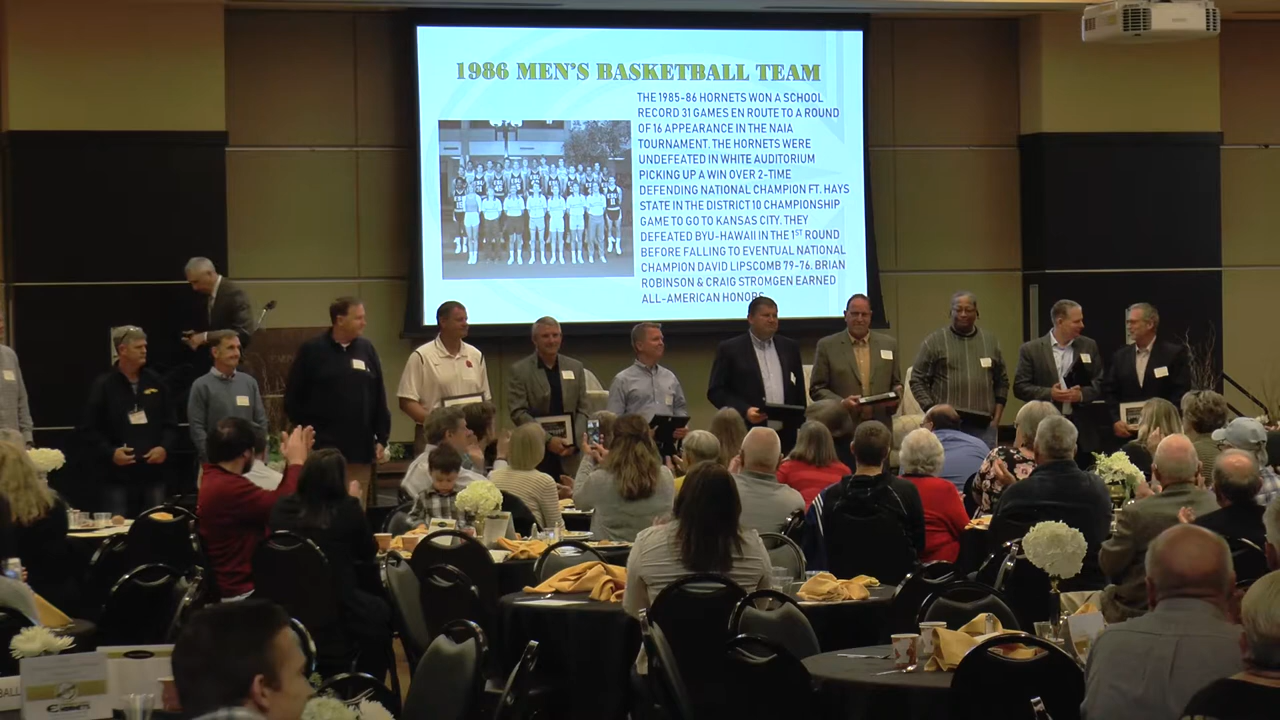 1986 MEN'S BASKETBALL TEAM
THE 1985-86 HORNETS WON A SCHOOL
RECORD 31 GAMES EN ROUTE TO A ROUND
OF 16 APPEARANCE IN THE NAIA
TOURNAMENT. THE HORNETS WERE
UNDEFEATED IN WHITE AUDITORIUM
PICKING UP A WIN OVER 2-TIME
DEFENDING NATIONAL CHAMPION FT. HAYS
STATE IN THE DISTRICT 10 CHAMPIONSHIP
GAME TO GO TO KANSAS CITY. THEY
DEFEATED BYU-HAWAII IN THE 1ST ROUND
BEFORE FALLING TO EVENTUAL NATIONAL
CHAMPION DAVID LIPSCOMB 79-76. BRIAN
ROBINSON & CRAIG STROMGEN EARNED
ALL-AMERICAN HONORS
HORNETS